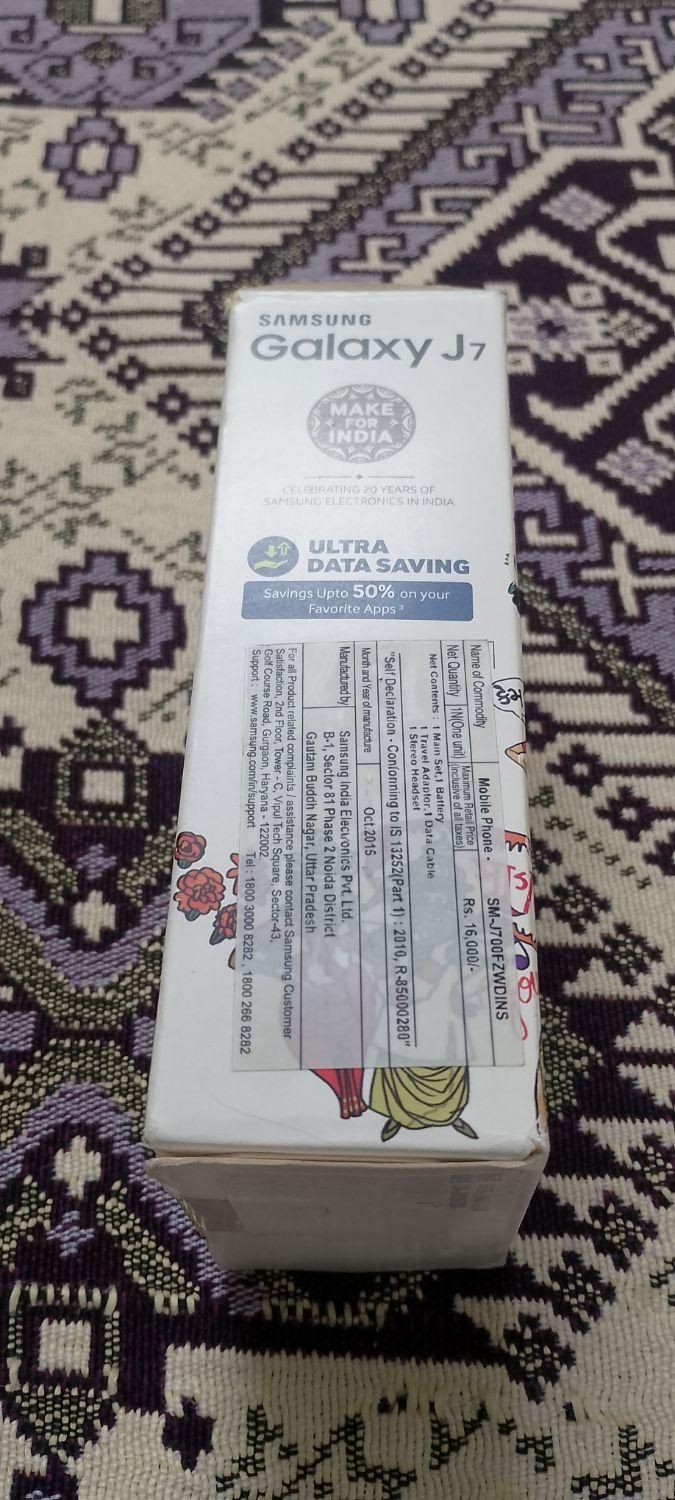 SAMSUNG
Galaxy J7
MAKE
FOR
INDIA
CELEBRATING 20 YEARS OF
SAMSUNG ELECTRONICS IN INDIA
ULTRA
DATA SAVING
Savings Upto 50% on your
Favorite Apps ³
Name of Commodity Mobile Phone - SM-J700FZWDINS
Net Quantity 1N(One unit) Maximum Retail Price (inclusive of all taxes) Rs. 16,000/-
Net Contents : 1 Main Set,1 Battery
1 Travel Adaptor,1 Data Cable
1 Stereo Headset
"Self Declaration - Conforming to IS 13252(Part 1) : 2010, R-85000280"
Month and Year of manufacture Oct.2015
Manufactured by Samsung India Electronics Pvt. Ltd.
B-1, Sector 81 Phase 2 Noida District
Gautam Buddh Nagar, Uttar Pradesh
For all Product related complaints / assistance please contact Samsung Customer
Satisfaction, 2nd Floor, Tower - C, Vipul Tech Square, Sector-43,
Golf Course Road, Gurgaon, Haryana - 122002.
Support : www.samsung.com/in/support Tel : 1800 3000 8282 , 1800 266 8282